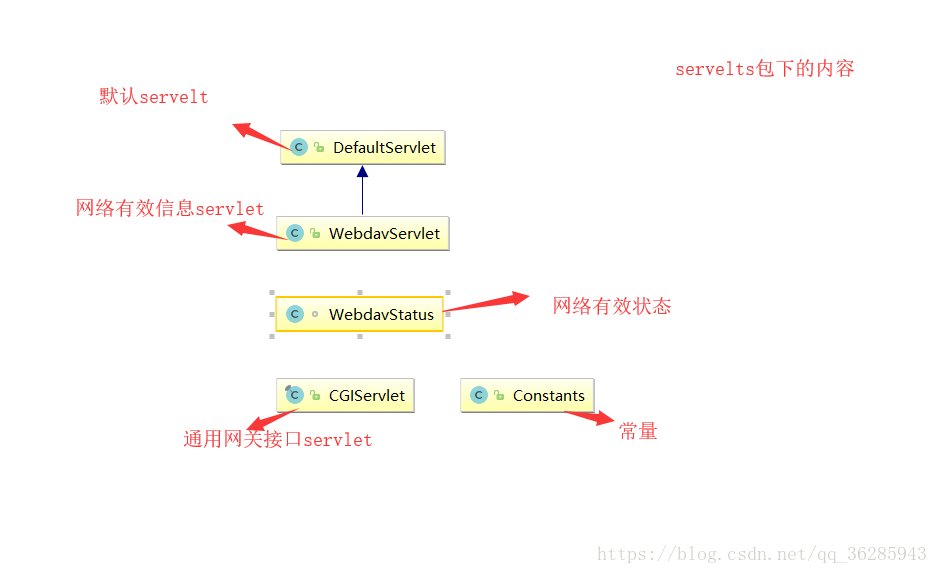 servelts包下的内容
默认servelt
DefaultServlet
网络有效信息servlet
WebdavServlet
WebdavStatus
网络有效状态
CGIServlet
Constants
通用网关接口servlet
常量
https://blog.csdn.net/qq_36285943